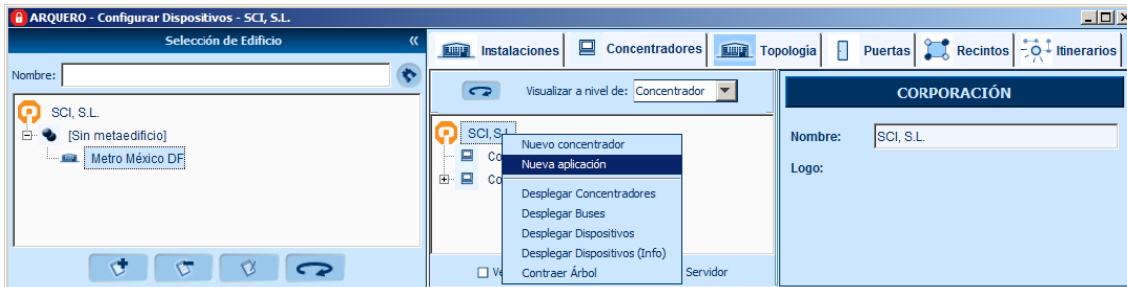 ARQUERO - Configurar Dispositivos - SCI, S.L.
Selección de Edificio
Nombre:
SCI, S.L.
[Sin metaedificio]
Metro México DF
Instalaciones
Concentradores
Topología
Puertas
Recintos
Itinerarios
Visualizar a nivel de: Concentrador
SCI, S.L.
Co
Co
Nuevo concentrador
Nueva aplicación
Desplegar Concentradores
Desplegar Buses
Desplegar Dispositivos
Desplegar Dispositivos (Info)
Contraer Árbol
Servidor
CORPORACIÓN
Nombre: SCI, S.L.
Logo: